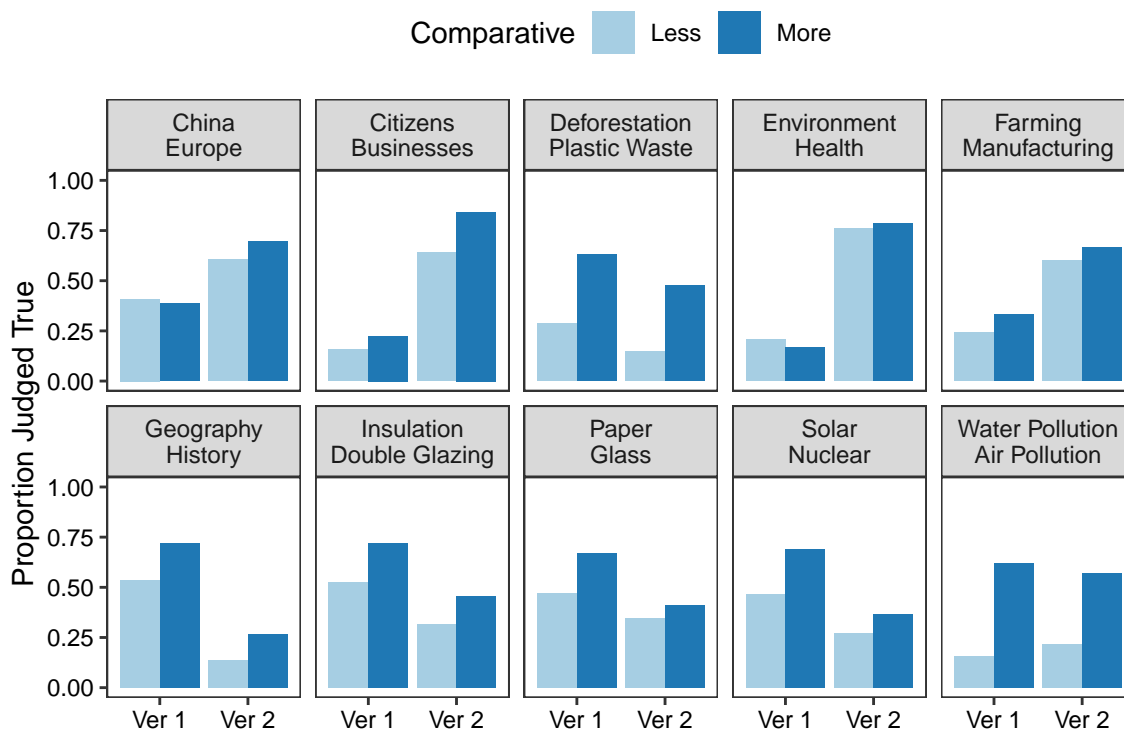 Comparative Less More
China Citizens Deforestation Environment Farming
Europe Businesses Plastic Waste Health Manufacturing
1.00
0.75
0.50
0.25
0.00
Geography Insulation Paper Solar Water Pollution
History Double Glazing Glass Nuclear Air Pollution
1.00
0.75
0.50
0.25
0.00
Ver 1 Ver 2 Ver 1 Ver 2 Ver 1 Ver 2 Ver 1 Ver 2 Ver 1 Ver 2
Proportion Judged True